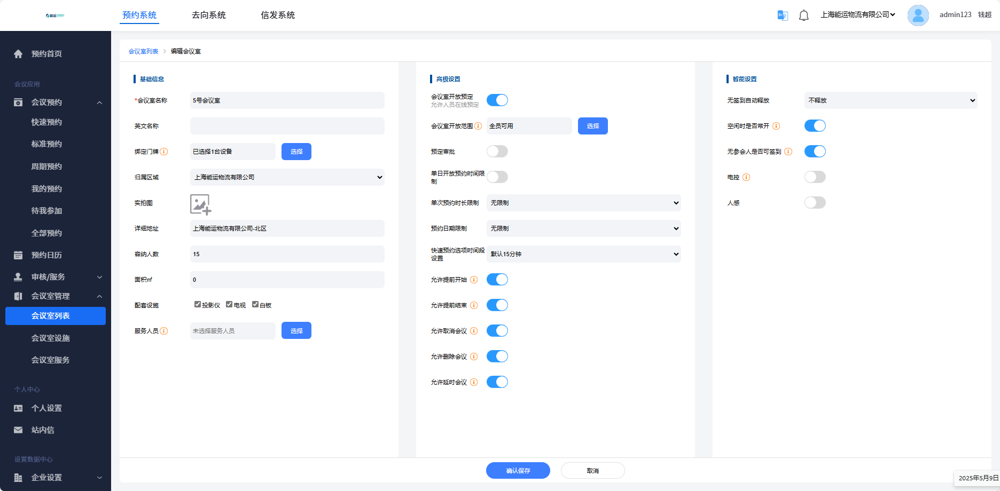 能运
预约系统
去向系统
信发系统
上海能运物流有限公司
admin123
钱超
预约首页
会议应用
会议预约
快速预约
标准预约
周期预约
我的预约
待我参加
全部预约
预约日历
审核/服务
会议室管理
会议室列表
会议室设施
会议室服务
个人中心
个人设置
站内信
设置数据中心
企业设置
会议室列表 > 编辑会议室
基础信息
*会议室名称 5号会议室
英文名称
绑定门牌 已选择1台设备 选择
归属区域 上海能运物流有限公司
实拍图
详细地址 上海能运物流有限公司-北区
容纳人数 15
面积㎡ 0
配套设施 投影仪 电视 白板
服务人员 未选择服务人员 选择
高级设置
会议室开放预定
允许人员在线预定
会议室开放范围 全员可用 选择
预定审批
单日开放预约时间限
制
单次预约时长限制 无限制
预约日期限制 无限制
快速预约选项时间段
设置
默认15分钟
允许提前开始
允许提前结束
允许取消会议
允许删除会议
允许延时会议
智能设置
无签到自动释放 不释放
空闲时是否常开
无参会人是否可签到
电控
人感
确认保存
取消
2025年5月9日